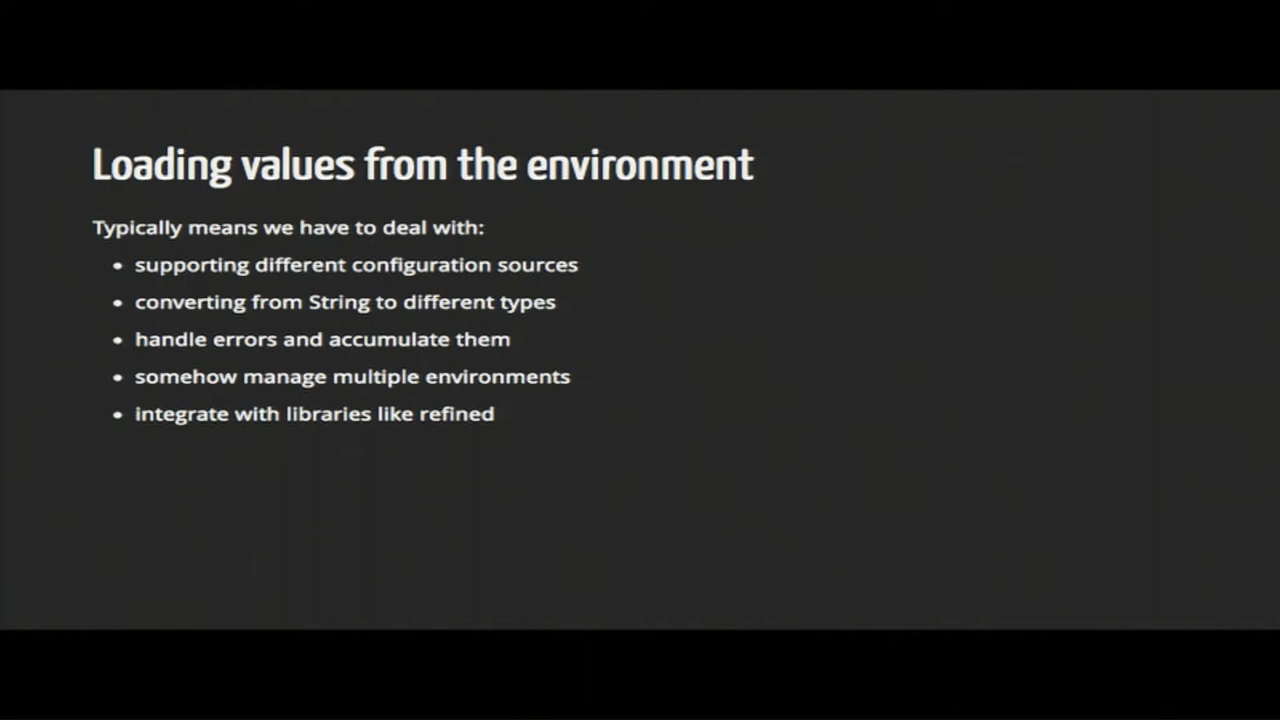 Loading values from the environment
Typically means we have to deal with:
• supporting different configuration sources
• converting from String to different types
• handle errors and accumulate them
• somehow manage multiple environments
• integrate with libraries like refined